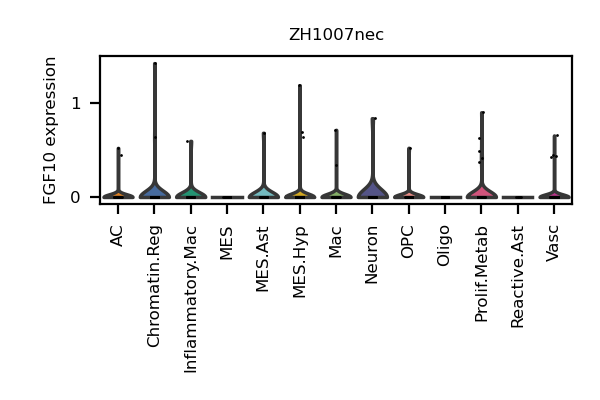 ZH1007nec
FGF10 expression
1
0
AC
Chromatin.Reg
Inflammatory.Mac
MES
MES.Ast
MES.Hyp
Mac
Neuron
OPC
Oligo
Prolif.Metab
Reactive.Ast
Vasc